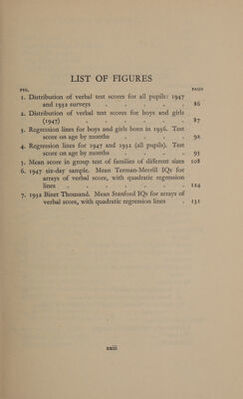 LIST OF FIGURES
FIG. PAGE
1. Distribution of verbal test scores for all pupils: 1947
and 1932 surveys . . . . . 86
2. Distribution of verbal test scores for boys and girls
(1947) . . . . . . 87
3. Regression lines for boys and girls born in 1936. Test
score on age by months . . . . 92
4. Regression lines for 1947 and 1932 (all pupils). Test
score on age by months . . . . 95
5. Mean score in group test of families of different sizes 108
6. 1947 six-day sample. Mean Terman-Merrill IQs for
arrays of verbal score, with quadratic regression
lines . . . . . . . 124
7. 1932 Binet Thousand. Mean Stanford IQs for arrays of
verbal score, with quadratic regression lines . 131
xxiii